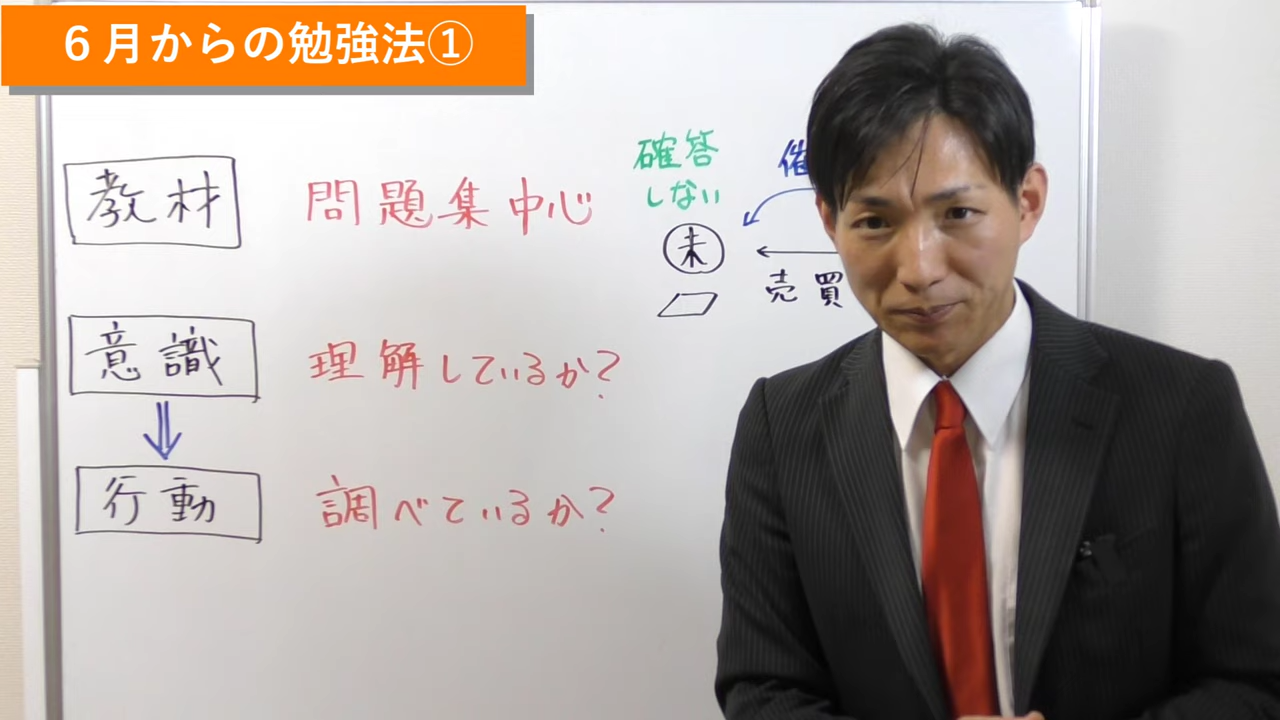 ６月からの勉強法①
教材
問題集中心
意識
理解しているか?
行動
調べているか?
確答
しない
催
未
売買